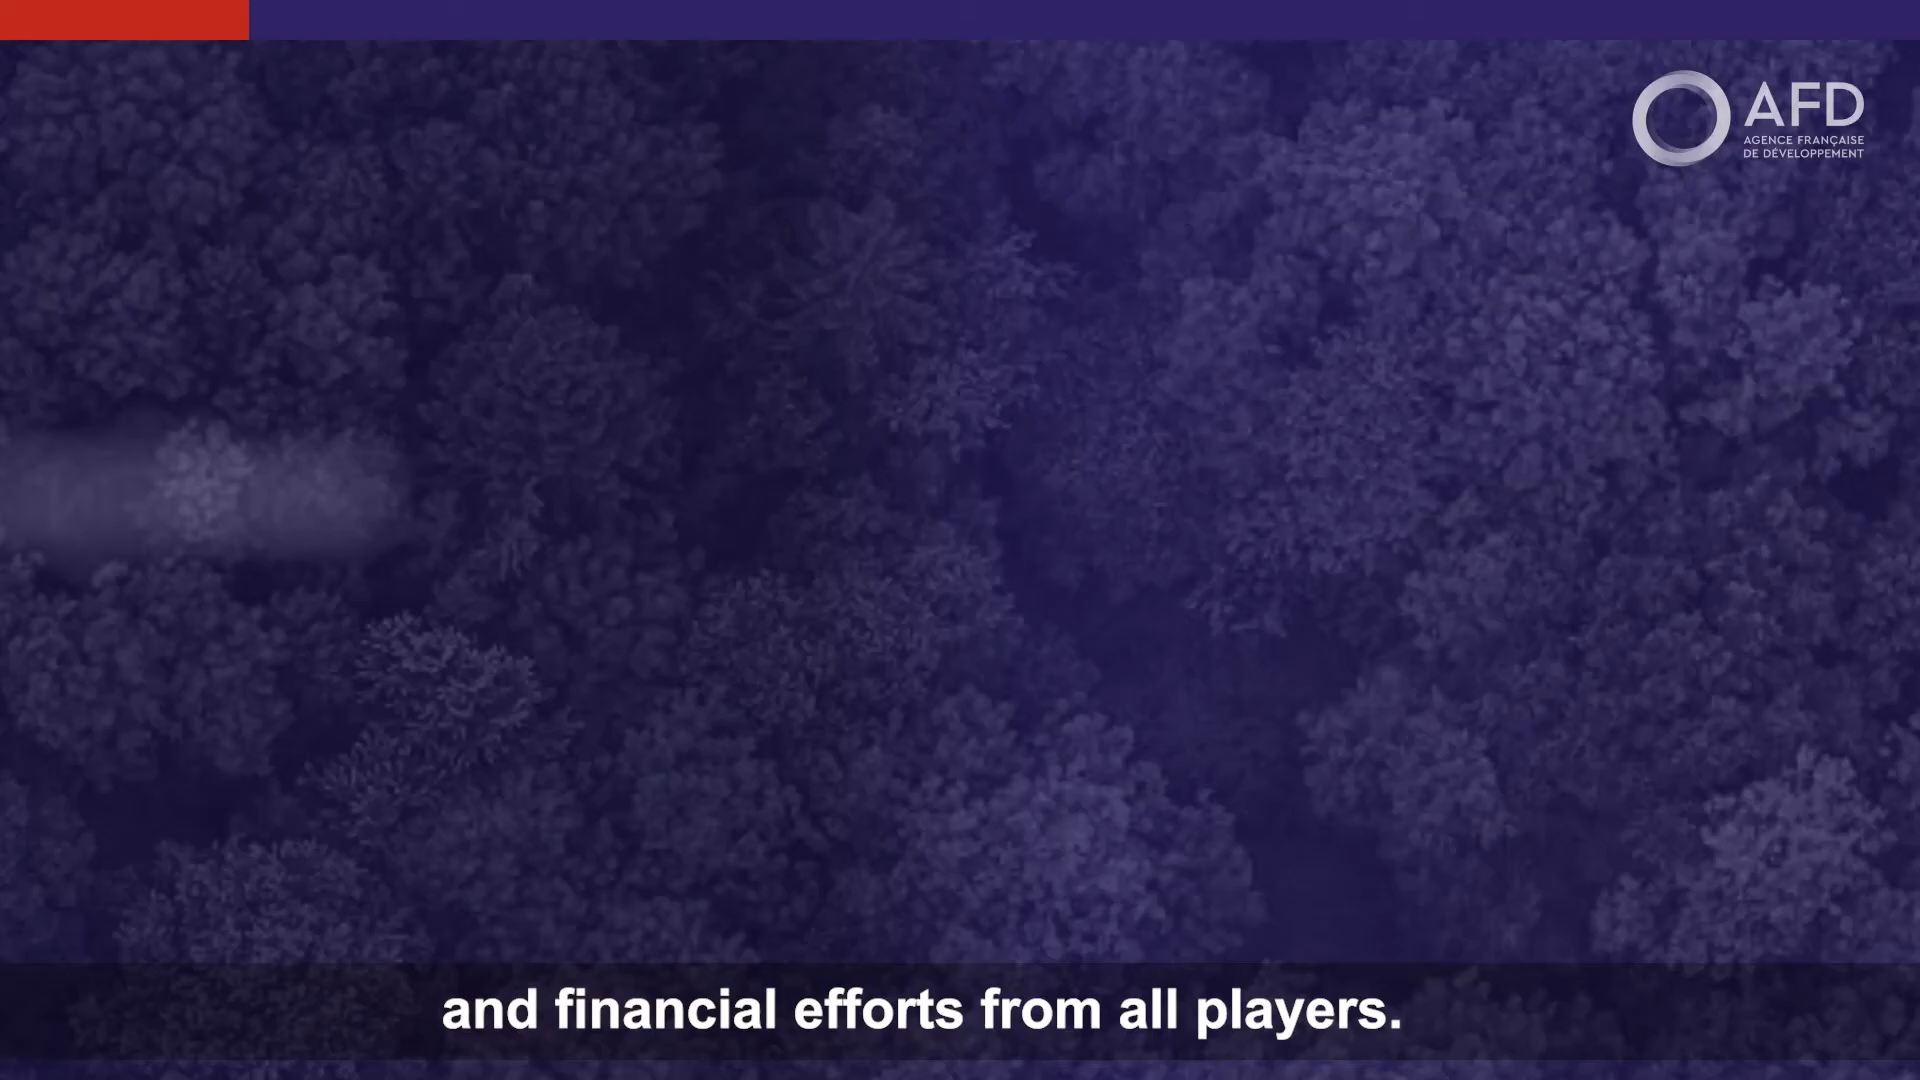 AFD
AGENCE FRANÇAISE
DE DÉVELOPPEMENT
and financial efforts from all players.